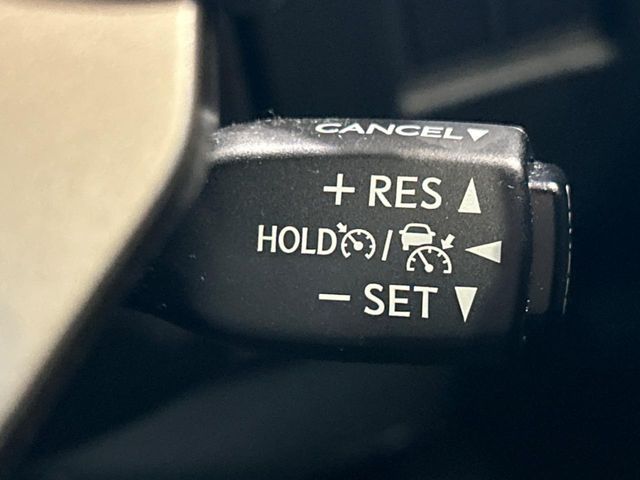 CANCEL
+ RES
HOLD /
- SET